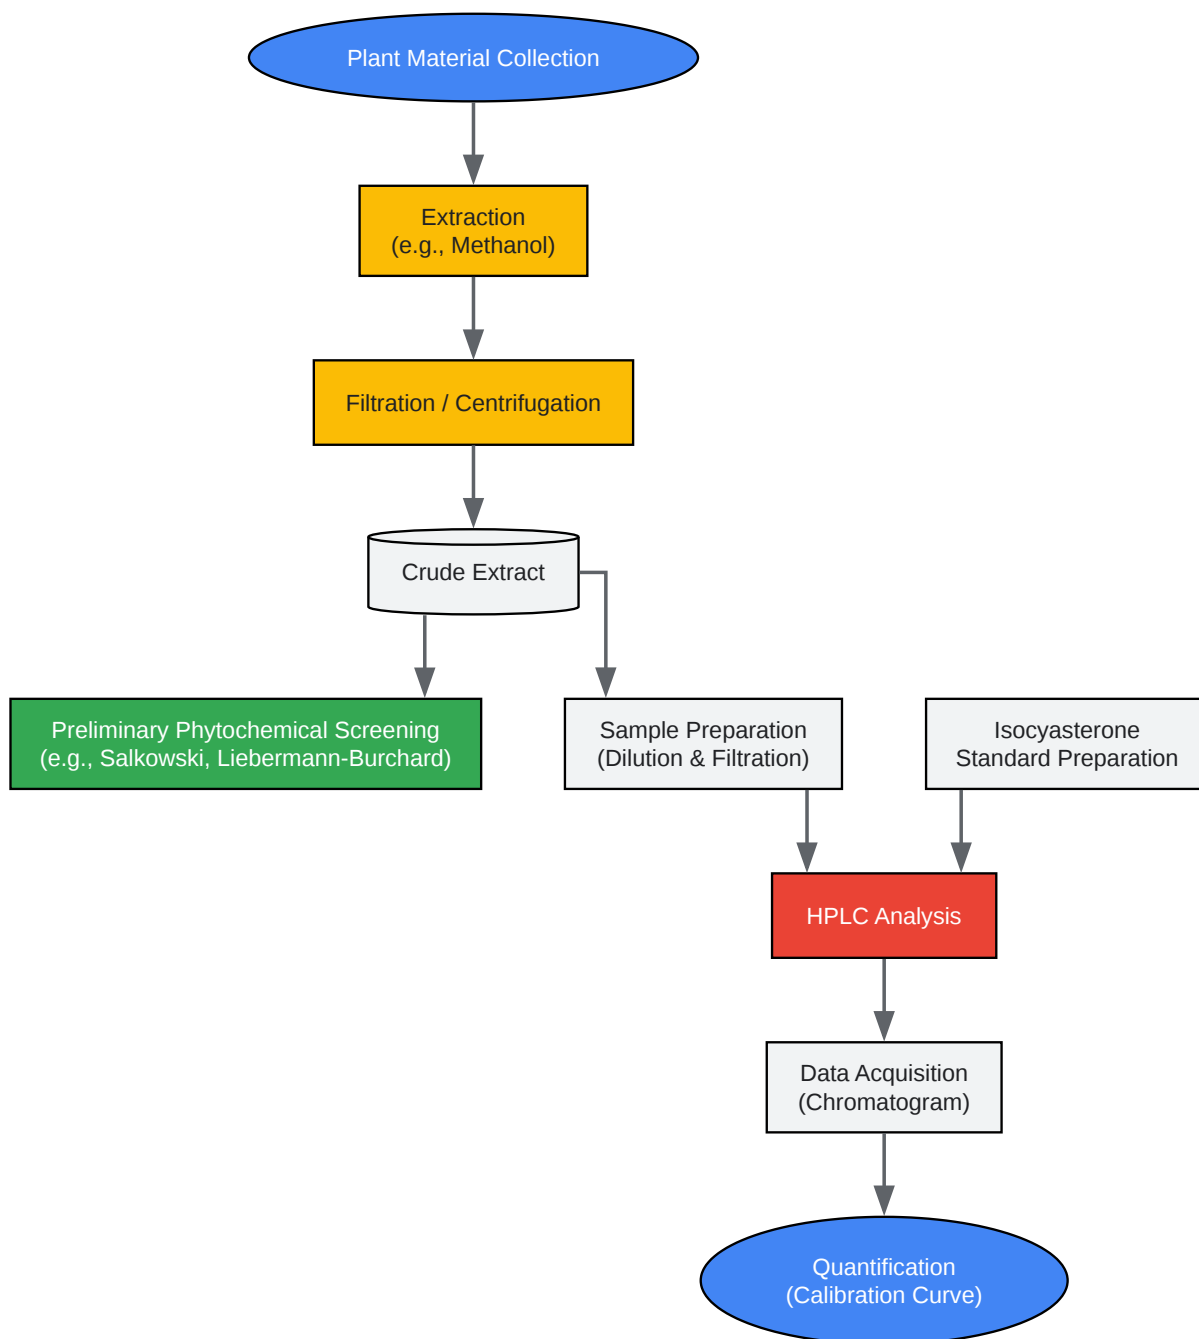 Plant Material Collection
Extraction
(e.g., Methanol)
Filtration / Centrifugation
Crude Extract
Preliminary Phytochemical Screening
(e.g., Salkowski, Liebermann-Burchard)
Sample Preparation
(Dilution & Filtration)
Isocyasterone
Standard Preparation
HPLC Analysis
Data Acquisition
(Chromatogram)
Quantification
(Calibration Curve)